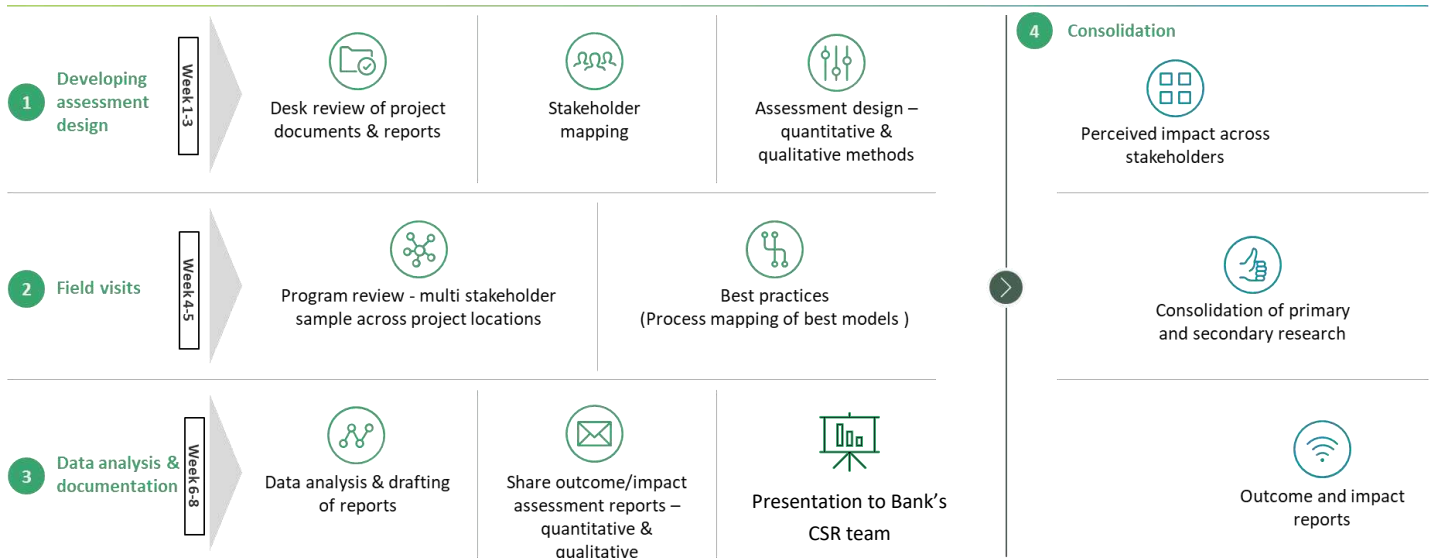 1
Developing
assessment
design
Week 1-3
Desk review of project
documents & reports
Stakeholder
mapping
Assessment design –
quantitative &
qualitative methods
2
Field visits
Week 4-5
Program review - multi stakeholder
sample across project locations
Best practices
(Process mapping of best models )
3
Data analysis &
documentation
Week 6-8
Data analysis & drafting
of reports
Share outcome/impact
assessment reports –
quantitative &
qualitative
Presentation to Bank’s
CSR team
4
Consolidation
Perceived impact across
stakeholders
Consolidation of primary
and secondary research
Outcome and impact
reports